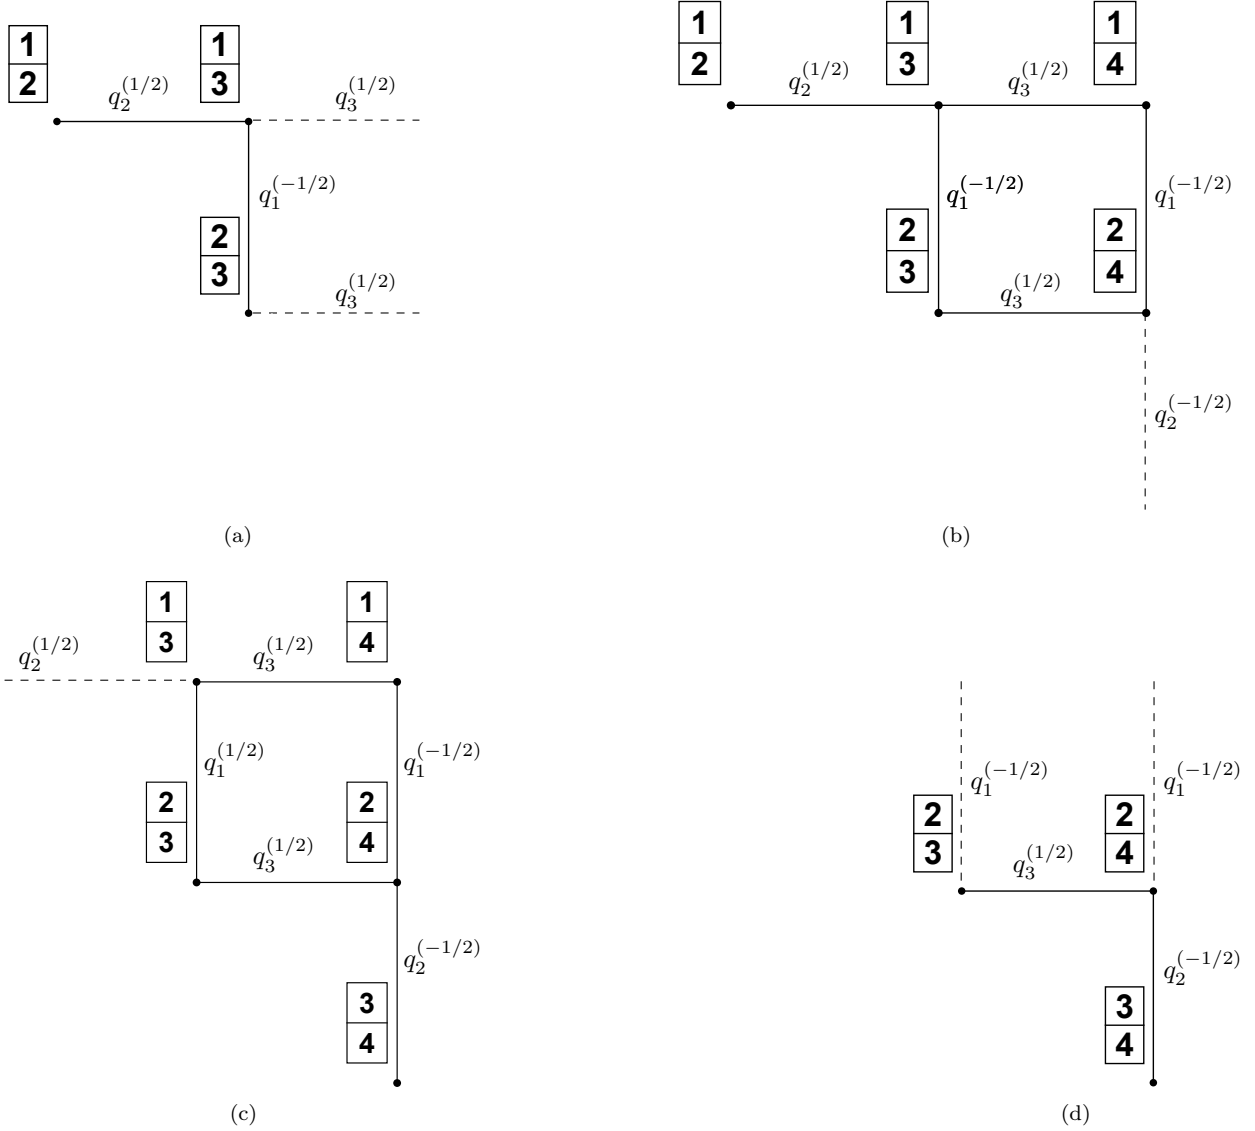 1 1
2 3
q_2^{(1/2)} q_3^{(1/2)}
q_1^{(-1/2)}
2
3
q_3^{(1/2)}
(a)
1 1 1
2 3 4
q_2^{(1/2)} q_3^{(1/2)}
q_1^{(-1/2)} q_1^{(-1/2)}
2 2
3 4
q_3^{(1/2)}
q_2^{(-1/2)}
(b)
1 1
3 4
q_2^{(1/2)} q_3^{(1/2)}
q_1^{(1/2)} q_1^{(-1/2)}
2 2
3 4
q_3^{(1/2)}
q_2^{(-1/2)}
3
4
(c)
q_1^{(-1/2)} q_1^{(-1/2)}
2 2
3 4
q_3^{(1/2)}
q_2^{(-1/2)}
3
4
(d)